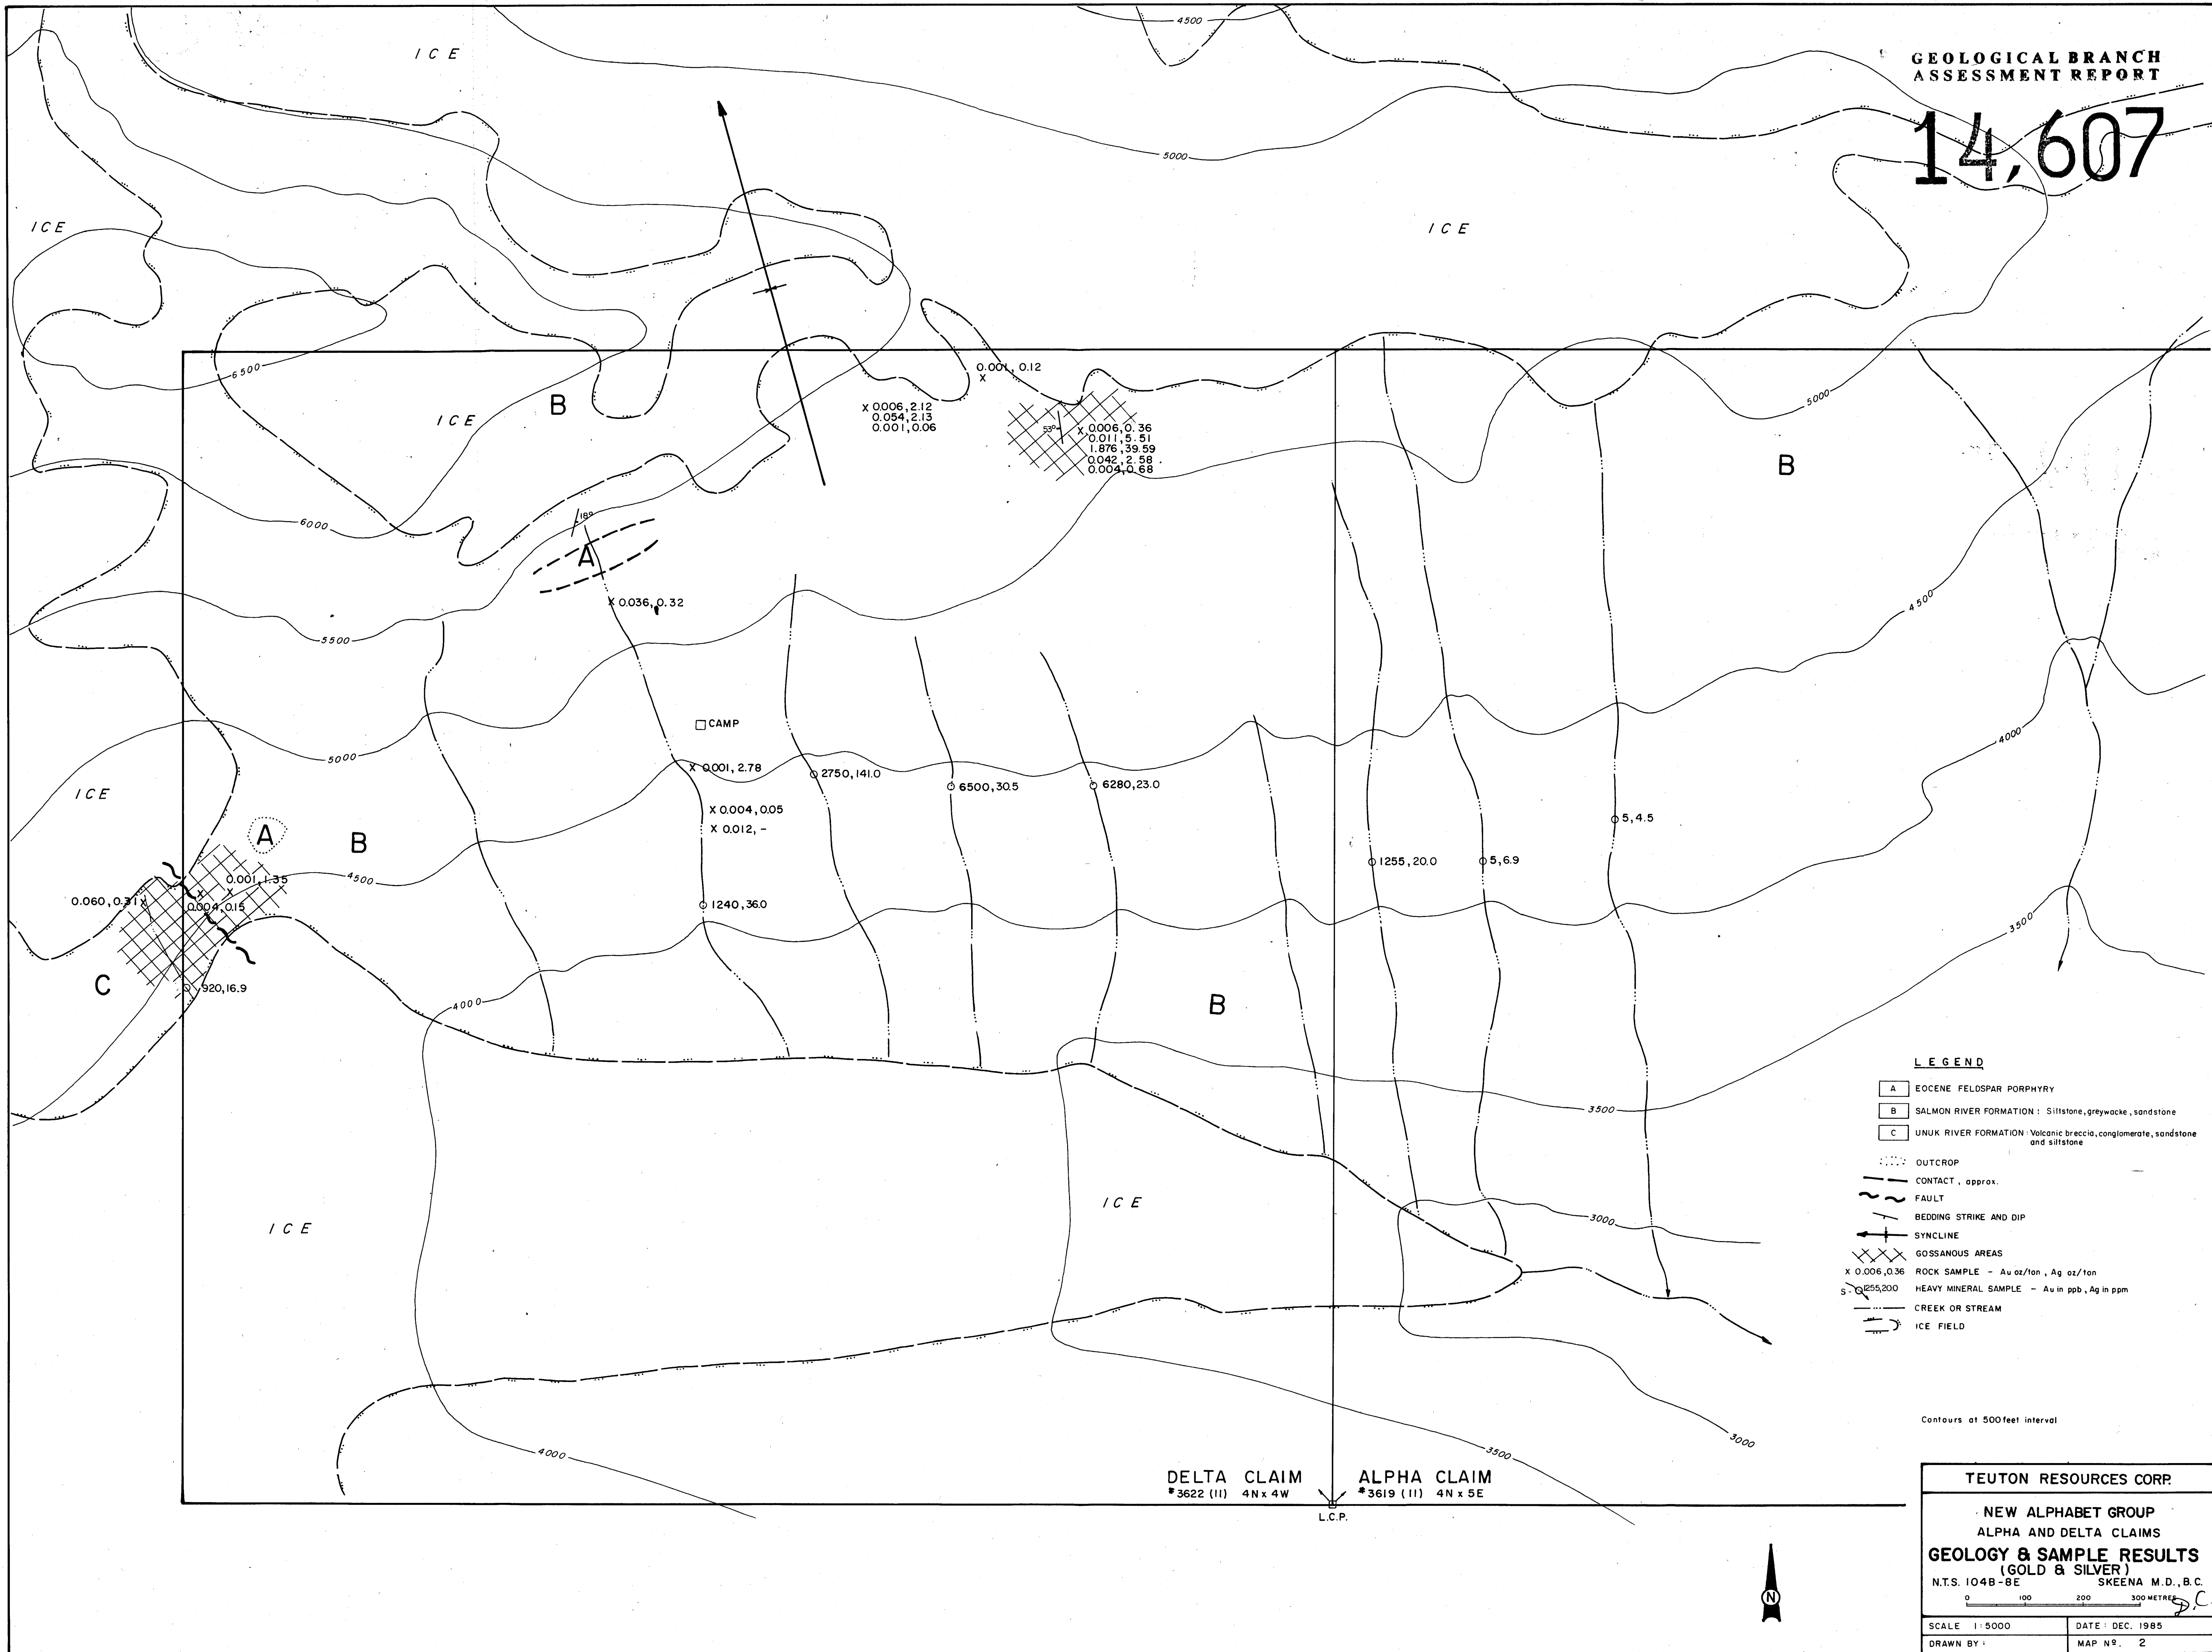 4500
ICE
GEOLOGICAL BRANCH
ASSESSMENT REPORT
14,607
5000
ICE
ICE
6500
0.001, 0.12
5000
ICE
B
X 0.006, 2.12
0.054, 2.13
0.001, 0.06
53°
X 0.006, 0.36
0.011, 5.51
1.876, 39.59
0.042, 2.58
0.004, 0.68
B
6000
18°
A
X 0.036, 0.32
4500
5500
CAMP
5000
4000
X 0.001, 2.78
2750, 141.0
6500, 30.5
6280, 23.0
ICE
X 0.004, 0.05
X 0.012, -
5, 4.5
A
B
1255, 20.0
5, 6.9
4500
0.001, 1.35
0.060, 0.31 X
0.004, 0.15
1240, 36.0
3500
C
920, 16.9
4000
B
LEGEND
A EOCENE FELDSPAR PORPHYRY
B SALMON RIVER FORMATION : Siltstone, greywacke, sandstone
C UNUK RIVER FORMATION : Volcanic breccia, conglomerate, sandstone
and siltstone
OUTCROP
CONTACT, approx.
FAULT
BEDDING STRIKE AND DIP
SYNCLINE
GOSSANOUS AREAS
X 0.006, 0.36 ROCK SAMPLE - Au oz/ton, Ag oz/ton
S 1255, 20.0 HEAVY MINERAL SAMPLE - Au in ppb, Ag in ppm
CREEK OR STREAM
ICE FIELD
3500
ICE
ICE
3000
Contours at 500 feet interval
4000
3500
3000
DELTA CLAIM
#3622 (11) 4N x 4W
ALPHA CLAIM
#3619 (11) 4N x 5E
L.C.P.
N
TEUTON RESOURCES CORP.
NEW ALPHABET GROUP
ALPHA AND DELTA CLAIMS
GEOLOGY & SAMPLE RESULTS
(GOLD & SILVER)
N.T.S. 104B-8E SKEENA M.D., B.C.
0 100 200 300 METRES
D.C.
SCALE 1:5000
DATE : DEC. 1985
DRAWN BY :
MAP Nº. 2